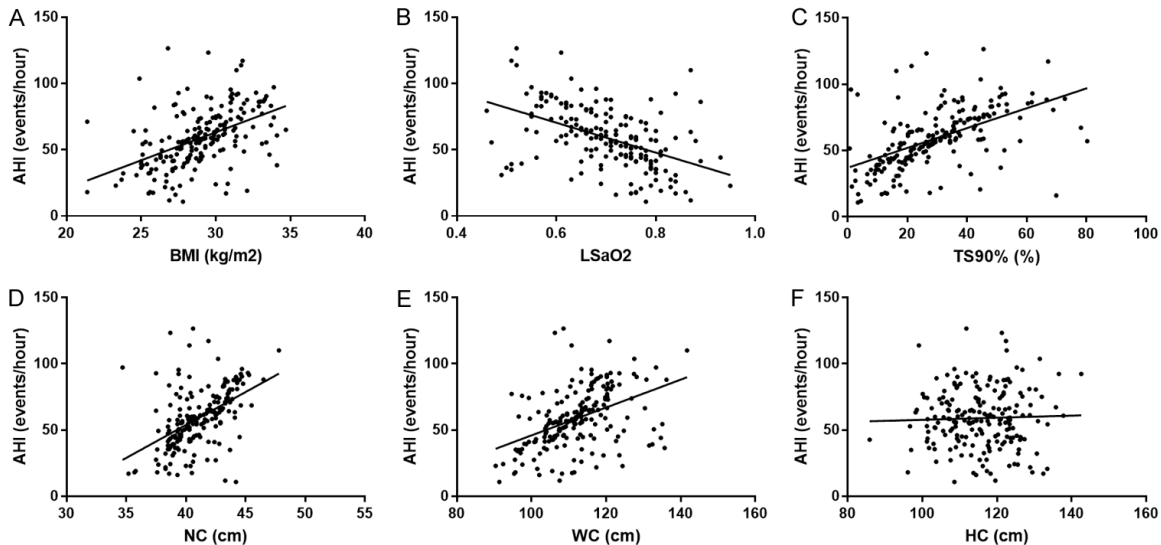 A
150
100
50
0
AHI (events/hour)
20 25 30 35 40
BMI (kg/m2)
B
150
100
50
0
AHI (events/hour)
0.4 0.6 0.8 1.0
LSaO2
C
150
100
50
0
AHI (events/hour)
0 20 40 60 80 100
TS90% (%)
D
150
100
50
0
AHI (events/hour)
30 35 40 45 50 55
NC (cm)
E
150
100
50
0
AHI (events/hour)
80 100 120 140 160
WC (cm)
F
150
100
50
0
AHI (events/hour)
80 100 120 140 160
HC (cm)